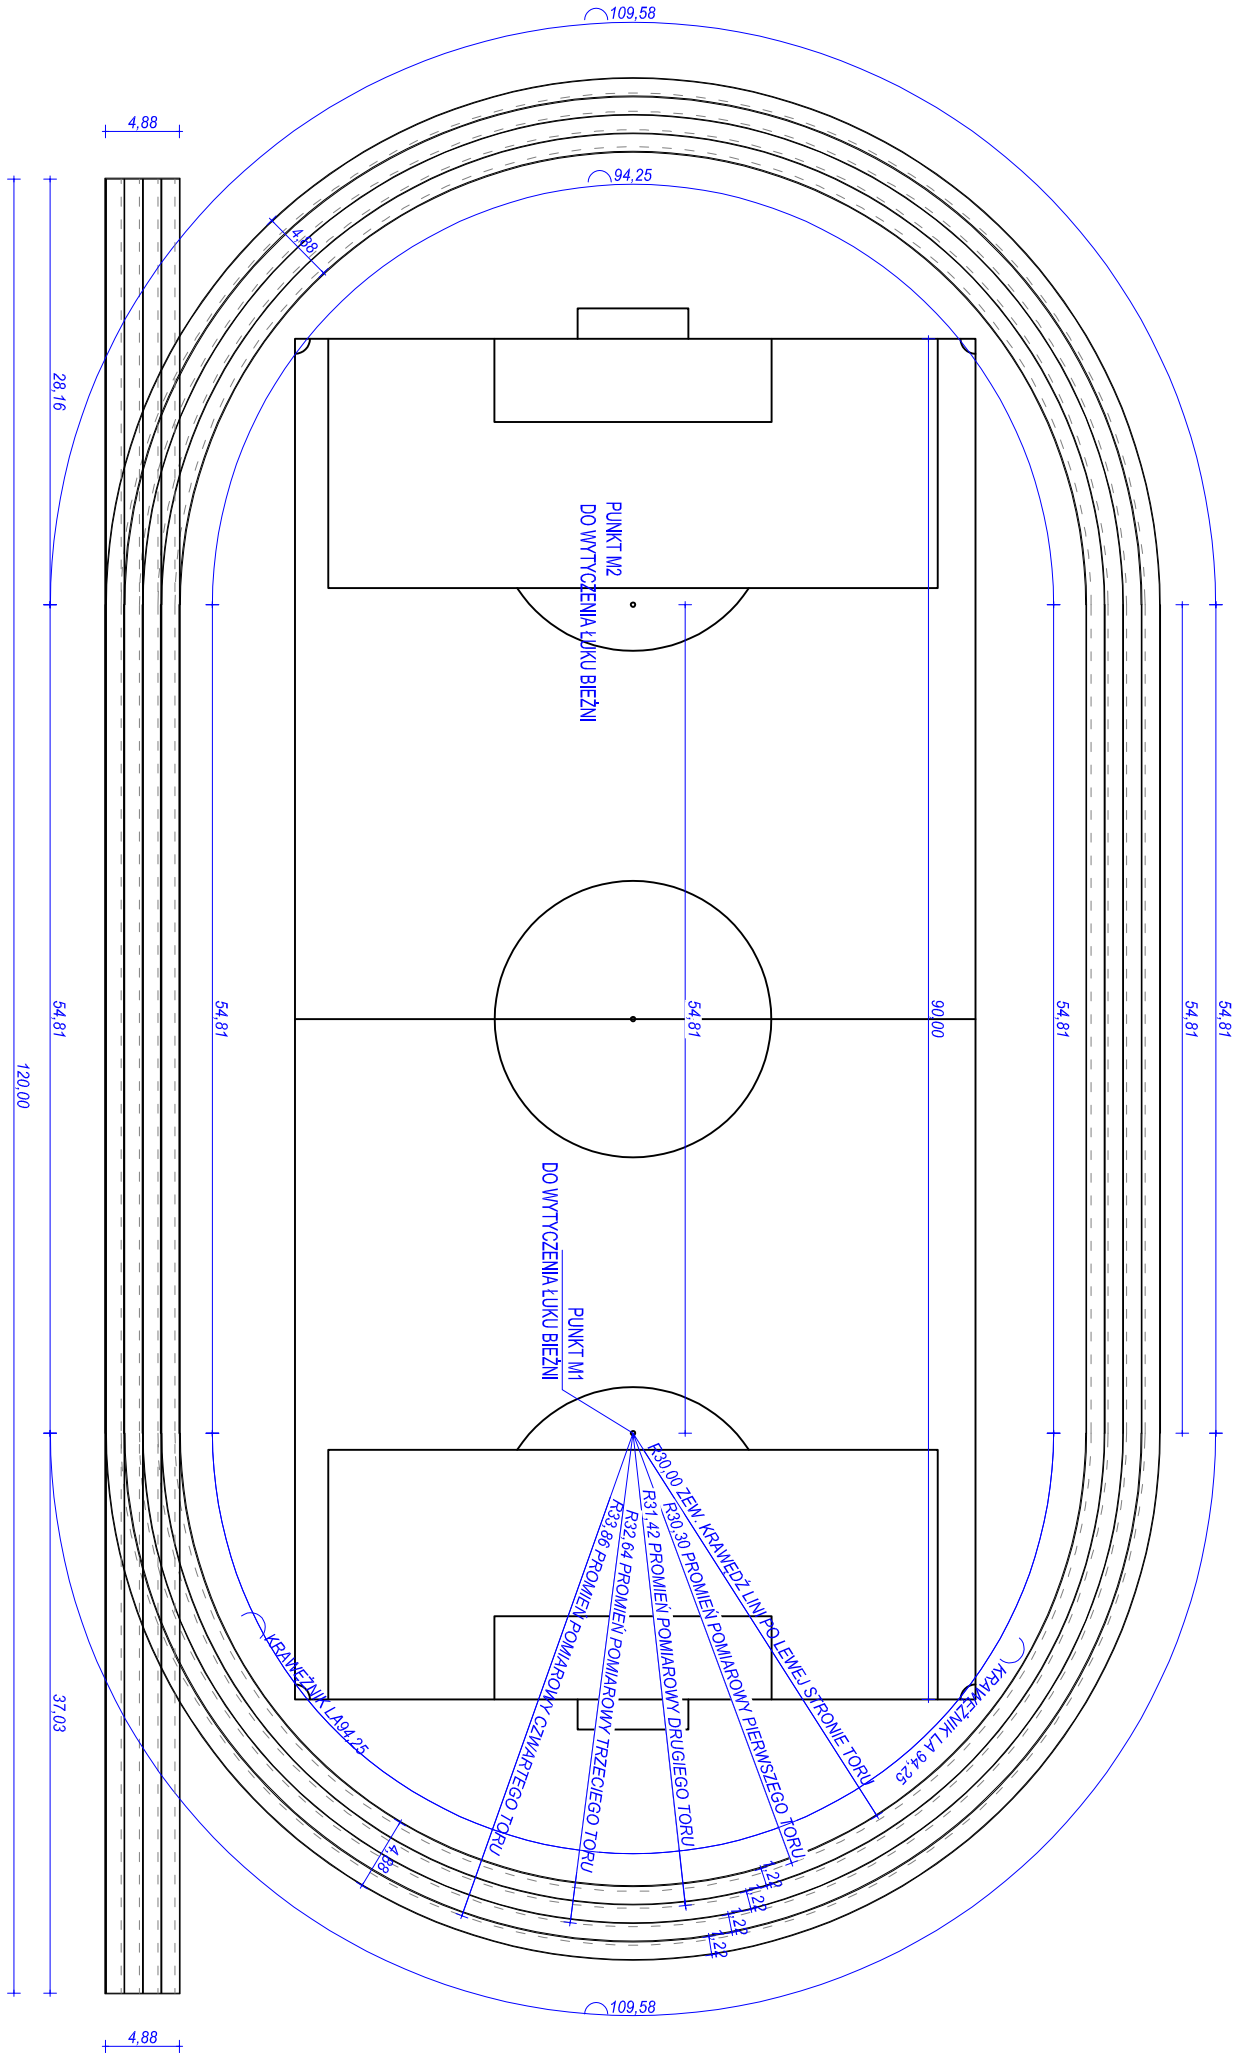 109,58
4,88
94,25
4,88
28,16
PUNKT M2
DO WYTYCZENIA ŁUKU BIEŻNI
54,81
54,81
54,81
90,00
54,81
54,81
54,81
120,00
PUNKT M1
DO WYTYCZENIA ŁUKU BIEŻNI
R30,00 ZEW. KRAWĘDŹ LINI PO LEWEJ STRONIE TORU
R30,30 PROMIEŃ POMIAROWY PIERWSZEGO TORU
R31,42 PROMIEŃ POMIAROWY DRUGIEGO TORU
R32,64 PROMIEŃ POMIAROWY TRZECIEGO TORU
R33,86 PROMIEŃ POMIAROWY CZWARTEGO TORU
37,03
KRAWĘŻNIK LA94,25
KRAWĘŻNIK LA 94,25
4,88
1,22
1,22
1,22
1,22
109,58
4,88